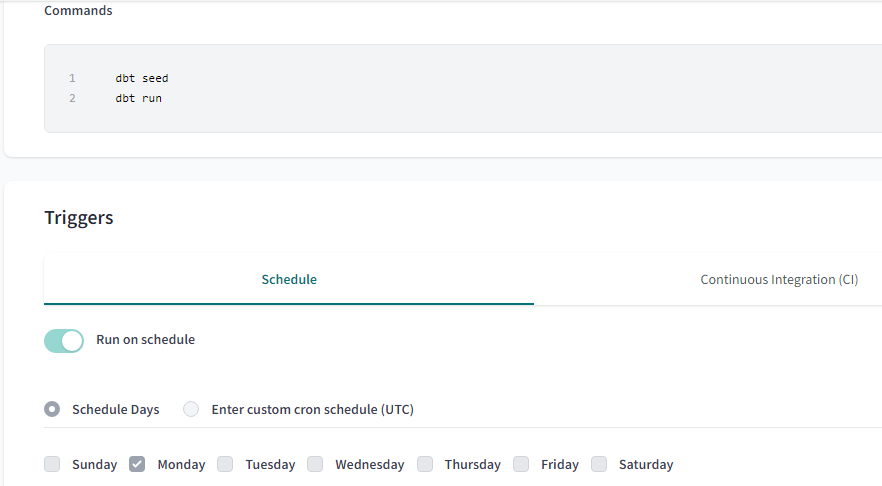 Commands
1 dbt seed
2 dbt run
Triggers
Schedule Continuous Integration (CI)
Run on schedule
Schedule Days Enter custom cron schedule (UTC)
Sunday Monday Tuesday Wednesday Thursday Friday Saturday